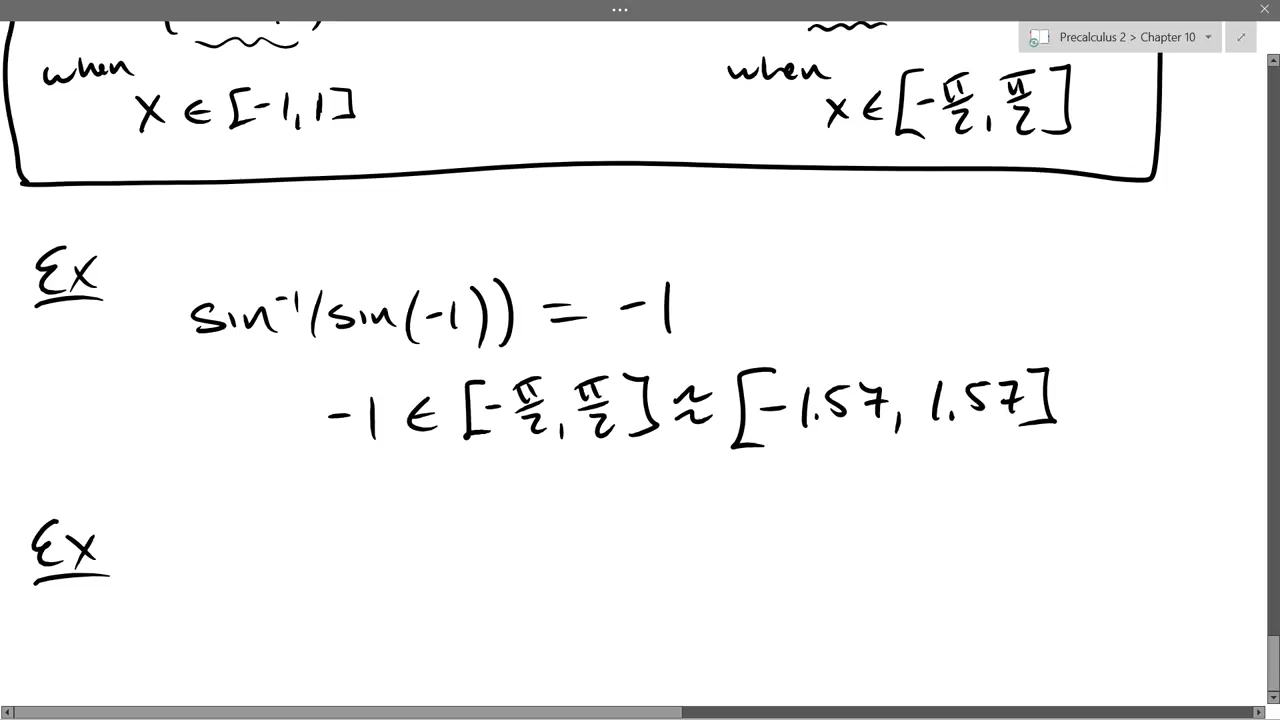 Precalculus 2 > Chapter 10
when
x ∈ [-1, 1]
when
x ∈ [-π/2, π/2]
Ex
sin⁻¹(sin(-1)) = -1
-1 ∈ [-π/2, π/2] ≈ [-1.57, 1.57]
Ex